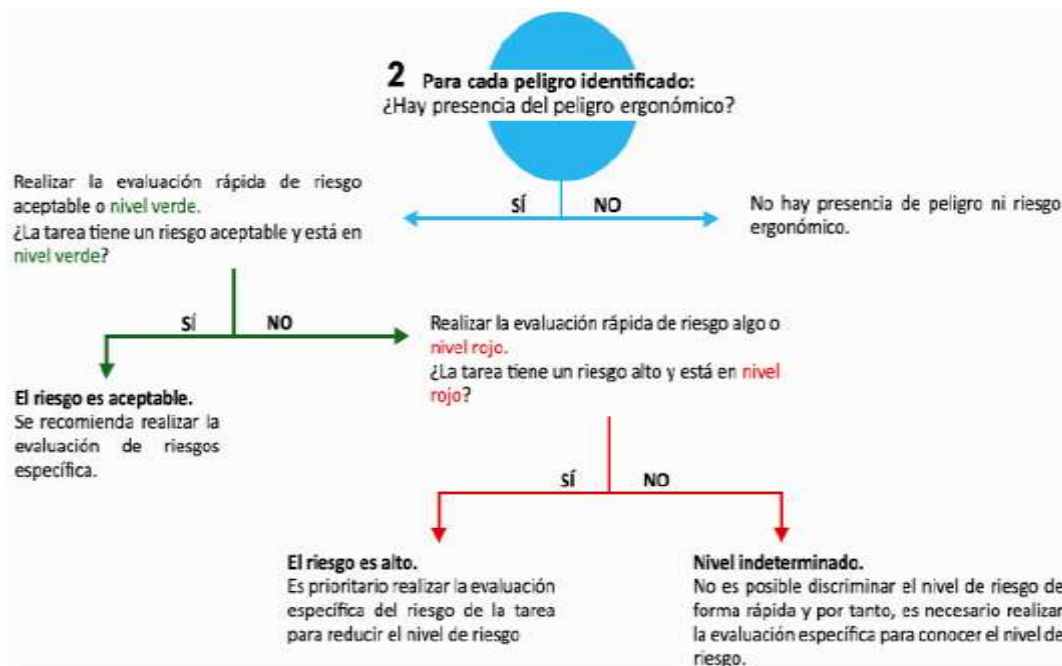 2 Para cada peligro identificado:
¿Hay presencia del peligro ergonómico?
Realizar la evaluación rápida de riesgo
aceptable o nivel verde.
¿La tarea tiene un riesgo aceptable y está en
nivel verde?
SÍ NO
No hay presencia de peligro ni riesgo
ergonómico.
SÍ NO
Realizar la evaluación rápida de riesgo algo o
nivel rojo.
¿La tarea tiene un riesgo alto y está en nivel
rojo?
El riesgo es aceptable.
Se recomienda realizar la
evaluación de riesgos
específica.
SÍ NO
El riesgo es alto.
Es prioritario realizar la evaluación
específica del riesgo de la tarea
para reducir el nivel de riesgo
Nivel indeterminado.
No es posible discriminar el nivel de riesgo de
forma rápida y por tanto, es necesario realizar
la evaluación específica para conocer el nivel de
riesgo.